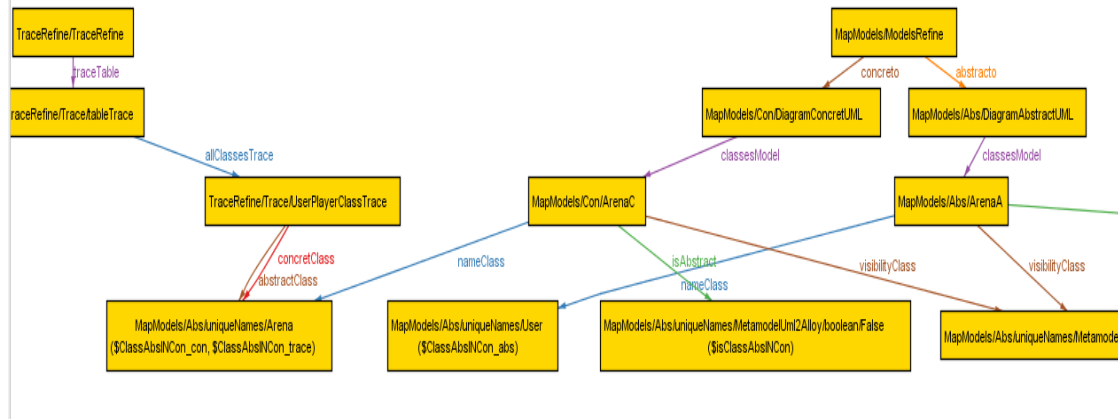 TraceRefine/TraceRefine
MapModels/ModelsRefine
traceTable
concreto
abstracto
raceRefine/Trace/tableTrace
MapModels/Con/DiagramConcretUML
MapModels/Abs/DiagramAbstractUML
allClassesTrace
classesModel
classesModel
TraceRefine/Trace/UserPlayerClassTrace
MapModels/Con/ArenaC
MapModels/Abs/ArenaA
concretClass
abstractClass
nameClass
isAbstract
nameClass
visibilityClass
visibilityClass
MapModels/Abs/uniqueNames/Arena
($ClassAbsINCon_con, $ClassAbsINCon_trace)
MapModels/Abs/uniqueNames/User
($ClassAbsINCon_abs)
MapModels/Abs/uniqueNames/MetamodelUml2Alloy/boolean/False
($isClassAbsINCon)
MapModels/Abs/uniqueNames/Metamode